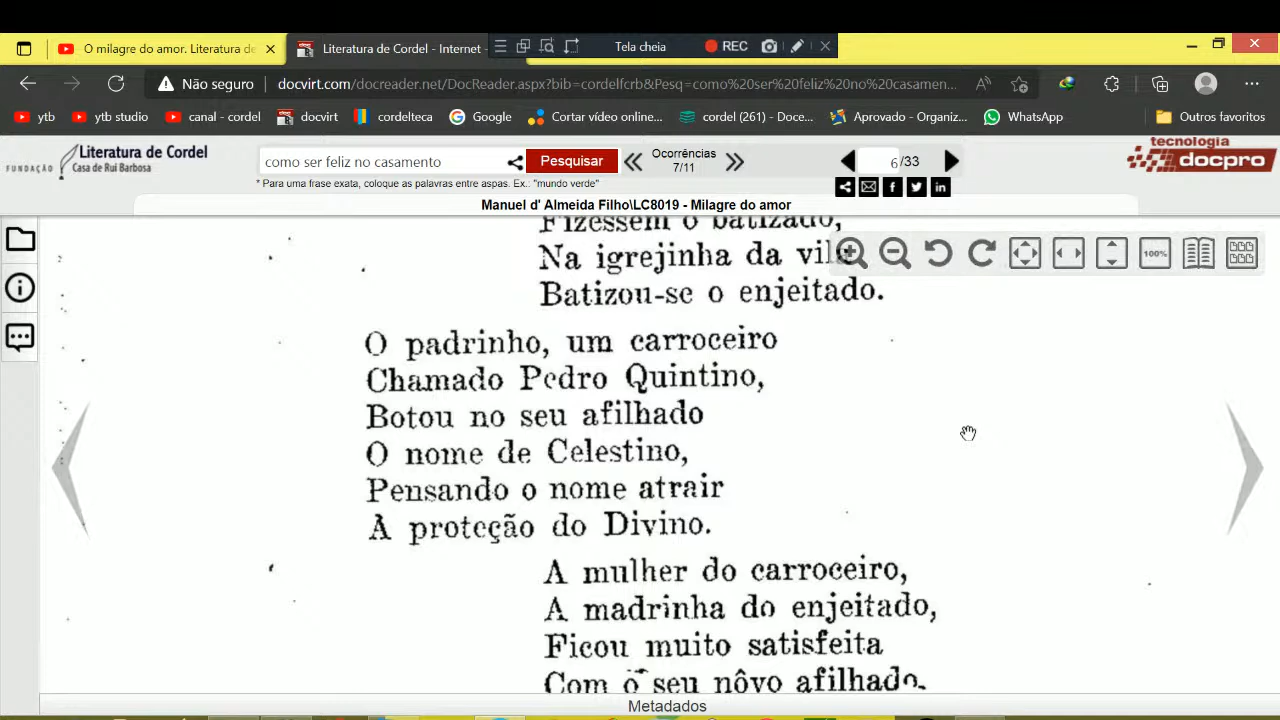 O milagre do amor. Literatura de
Literatura de Cordel - Internet
Tela cheia
REC
Não seguro
docvirt.com/docreader.net/DocReader.aspx?bib=cordelfcrb&Pesq=como%20ser%20feliz%20no%20casamen...
ytb
ytb studio
canal - cordel
docvirt
cordelteca
Google
Cortar vídeo online...
cordel (261) - Doce...
Aprovado - Organiz...
WhatsApp
Outros favoritos
FUNDAÇÃO
Literatura de Cordel
Casa de Rui Barbosa
como ser feliz no casamento
Pesquisar
Ocorrências
7/11
6 /33
tecnologia
docpro
* Para uma frase exata, coloque as palavras entre aspas. Ex.: "mundo verde"
Manuel d' Almeida Filho\LC8019 - Milagre do amor
100%
Fizessem o batizado,
Na igrejinha da vila
Batizou-se o enjeitado.
O padrinho, um carroceiro
Chamado Pedro Quintino,
Botou no seu afilhado
O nome de Celestino,
Pensando o nome atrair
A proteção do Divino.
A mulher do carroceiro,
A madrinha do enjeitado,
Ficou muito satisfeita
Com o seu nôvo afilhado.
Metadados